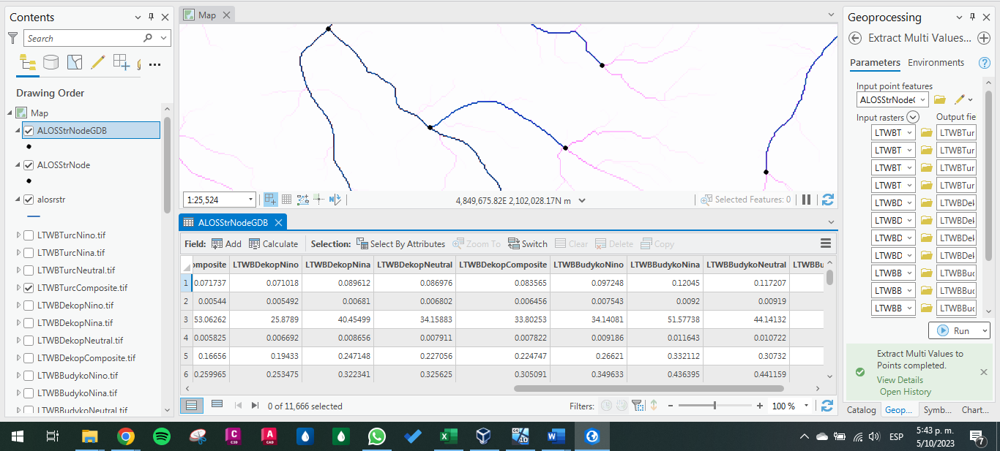 Contents
Search
Drawing Order
Map
ALOSStrNodeGDB
ALOSStrNode
alosrstr
LTWBTurcNino.tif
LTWBTurcNina.tif
LTWBTurcNeutral.tif
LTWBTurcComposite.tif
LTWBDekopNino.tif
LTWBDekopNina.tif
LTWBDekopNeutral.tif
LTWBDekopComposite.tif
LTWBBudykoNino.tif
LTWBBudykoNina.tif
LTWBBudykoNeutral.tif
Map
1:25,524
4,849,675.82E 2,102,028.17N m
Selected Features: 0
ALOSStrNodeGDB
Field: Add Calculate Selection: Select By Attributes Zoom To Switch Clear Delete Copy
omposite LTWBDekopNino LTWBDekopNina LTWBDekopNeutral LTWBDekopComposite LTWBBudykoNino LTWBBudykoNina LTWBBudykoNeutral LTWBBu
1 0.071737 0.071018 0.089612 0.086976 0.083565 0.097248 0.12045 0.117207
2 0.00544 0.005492 0.00681 0.006802 0.006456 0.007543 0.0092 0.00919
3 53.06262 25.8789 40.45499 34.15883 33.80253 34.14081 51.57738 44.14132
4 0.005825 0.006692 0.008656 0.007911 0.007822 0.009186 0.011643 0.010722
5 0.16656 0.19433 0.247148 0.227056 0.224747 0.26621 0.332112 0.30732
6 0.259965 0.253475 0.322341 0.325625 0.305091 0.349633 0.436395 0.441159
0 of 11,666 selected
Filters:
100 %
Geoprocessing
Extract Multi Values...
Parameters Environments
Input point features
ALOSStrNodeG
Input rasters Output fie
LTWBT LTWBTur
LTWBT LTWBTur
LTWBT LTWBTur
LTWBT LTWBTur
LTWBD LTWBDek
LTWBD LTWBDek
LTWBD LTWBDek
LTWBD LTWBDek
LTWBB LTWBBud
LTWBB LTWBBud
LTWBB LTWBBud
Run
Extract Multi Values to
Points completed.
View Details
Open History
Catalog Geop... Symb... Chart...
C
C3D
A
CAD
64
10
ESP
5:43 p. m.
5/10/2023
7